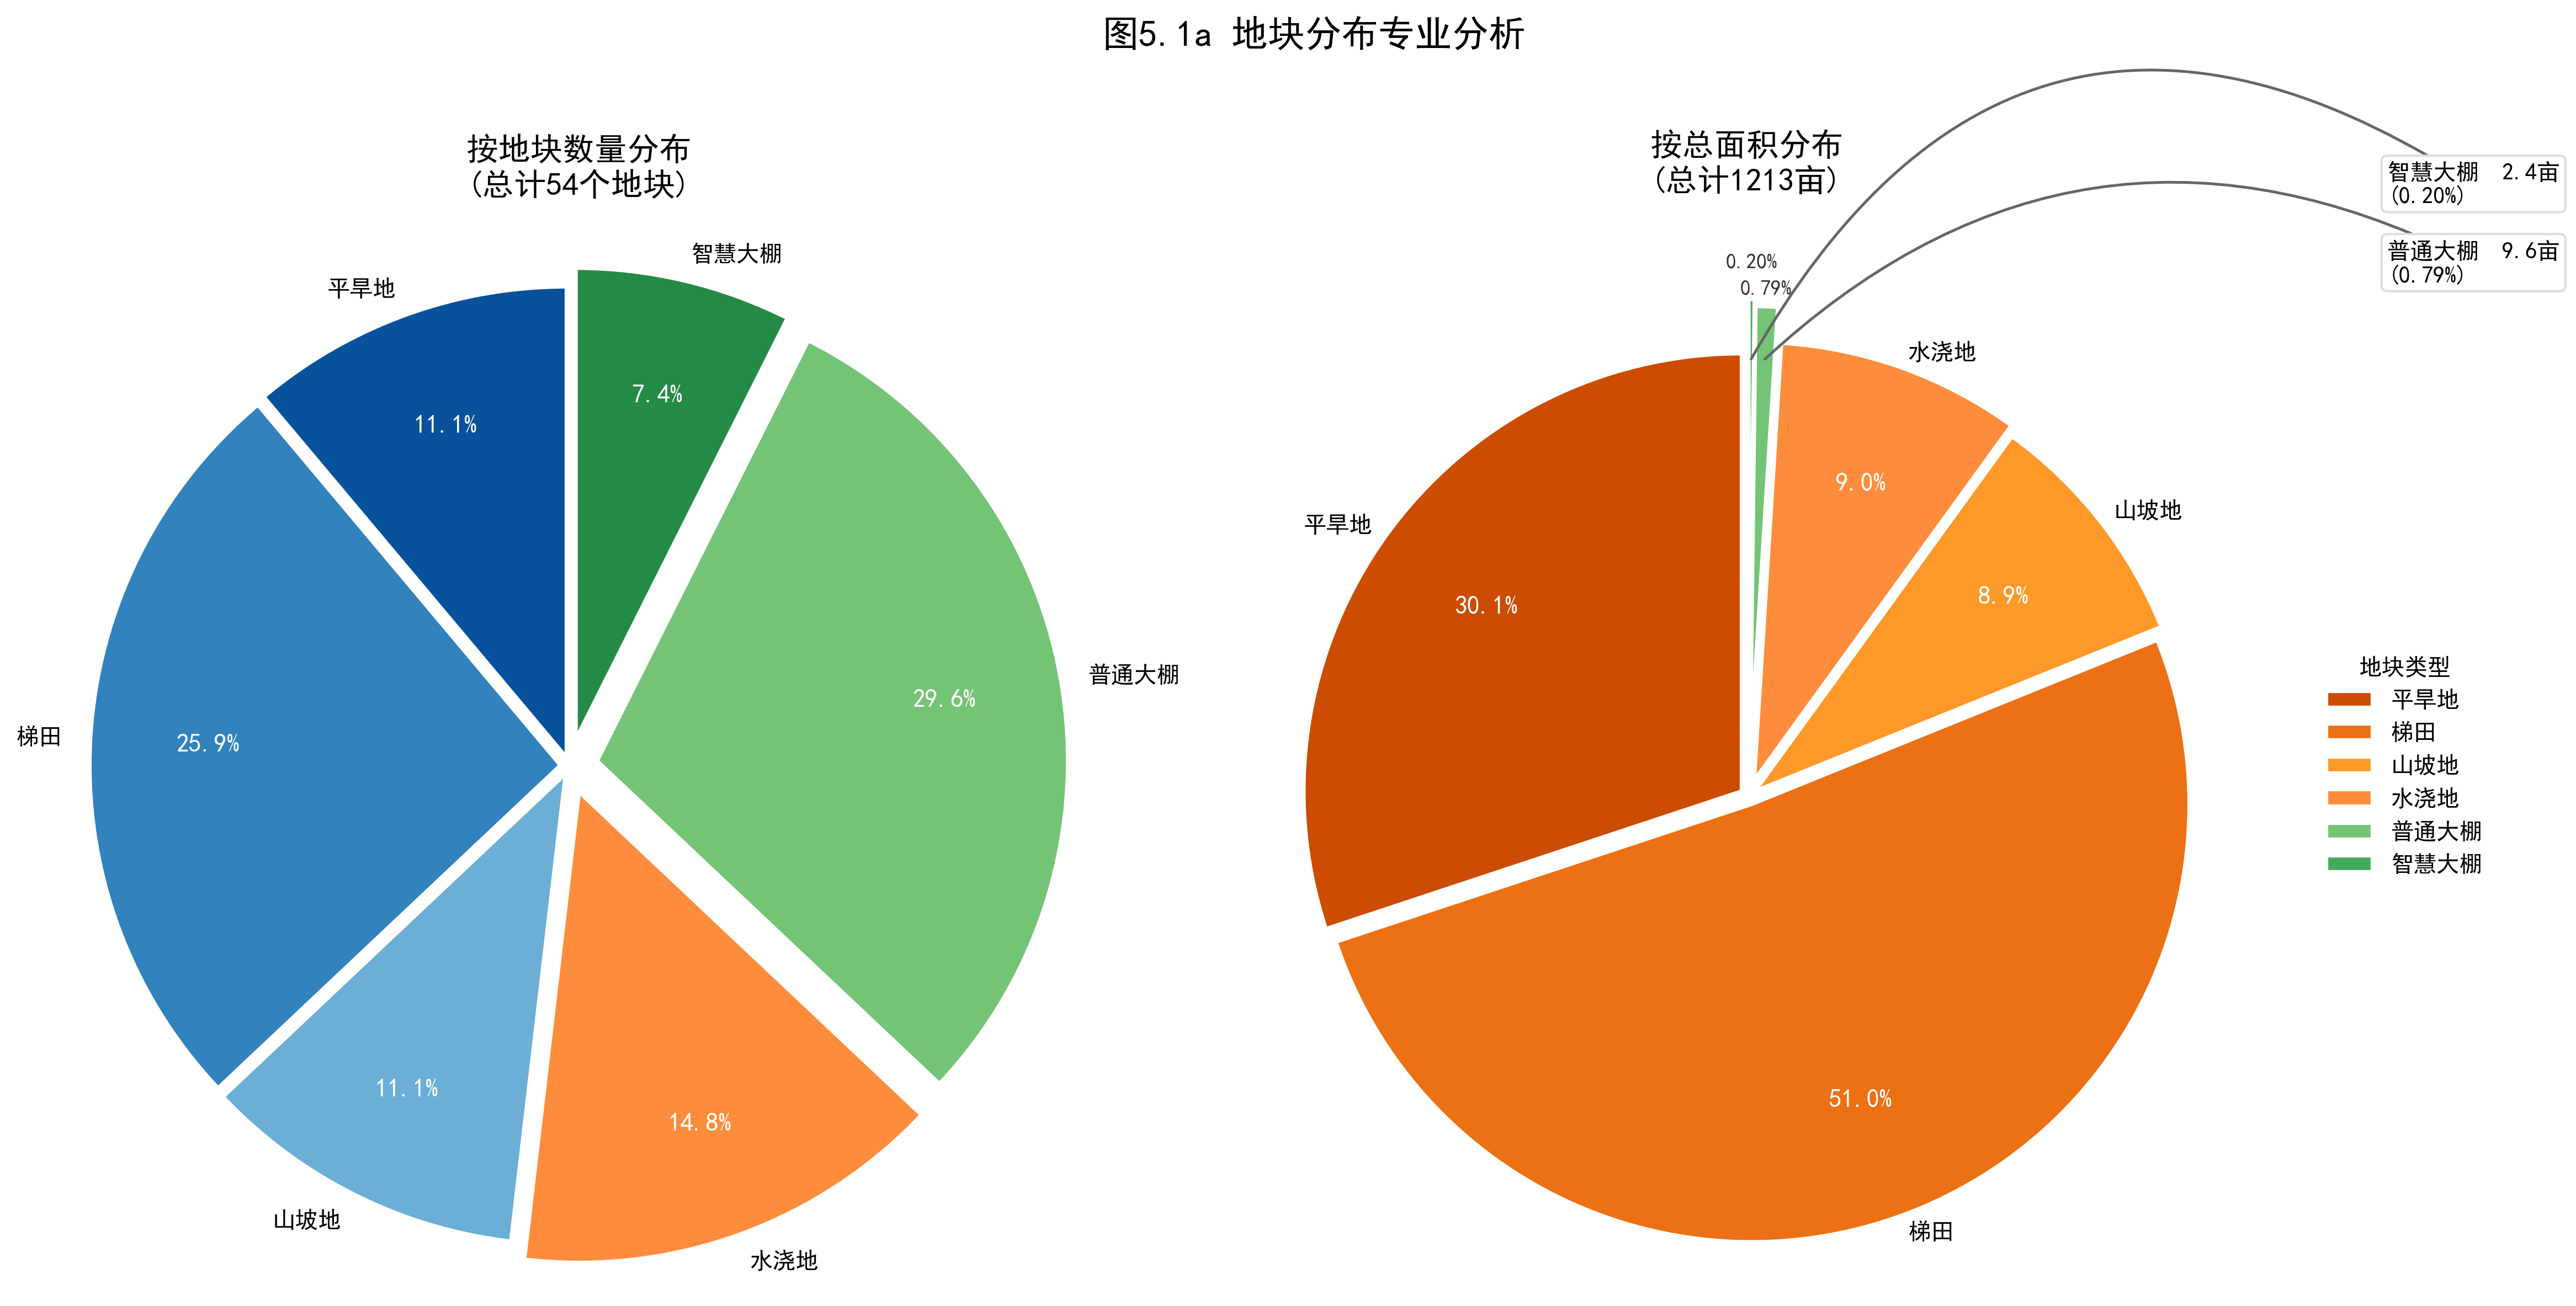 图5.1a 地块分布专业分析
按地块数量分布
(总计54个地块)
智慧大棚
平旱地
7.4%
11.1%
普通大棚
29.6%
梯田
25.9%
11.1%
14.8%
山坡地
水浇地
按总面积分布
(总计1213亩)
智慧大棚 2.4亩
(0.20%)
普通大棚 9.6亩
(0.79%)
0.20%
0.79%
水浇地
9.0%
山坡地
平旱地
8.9%
30.1%
51.0%
梯田
地块类型
平旱地
梯田
山坡地
水浇地
普通大棚
智慧大棚